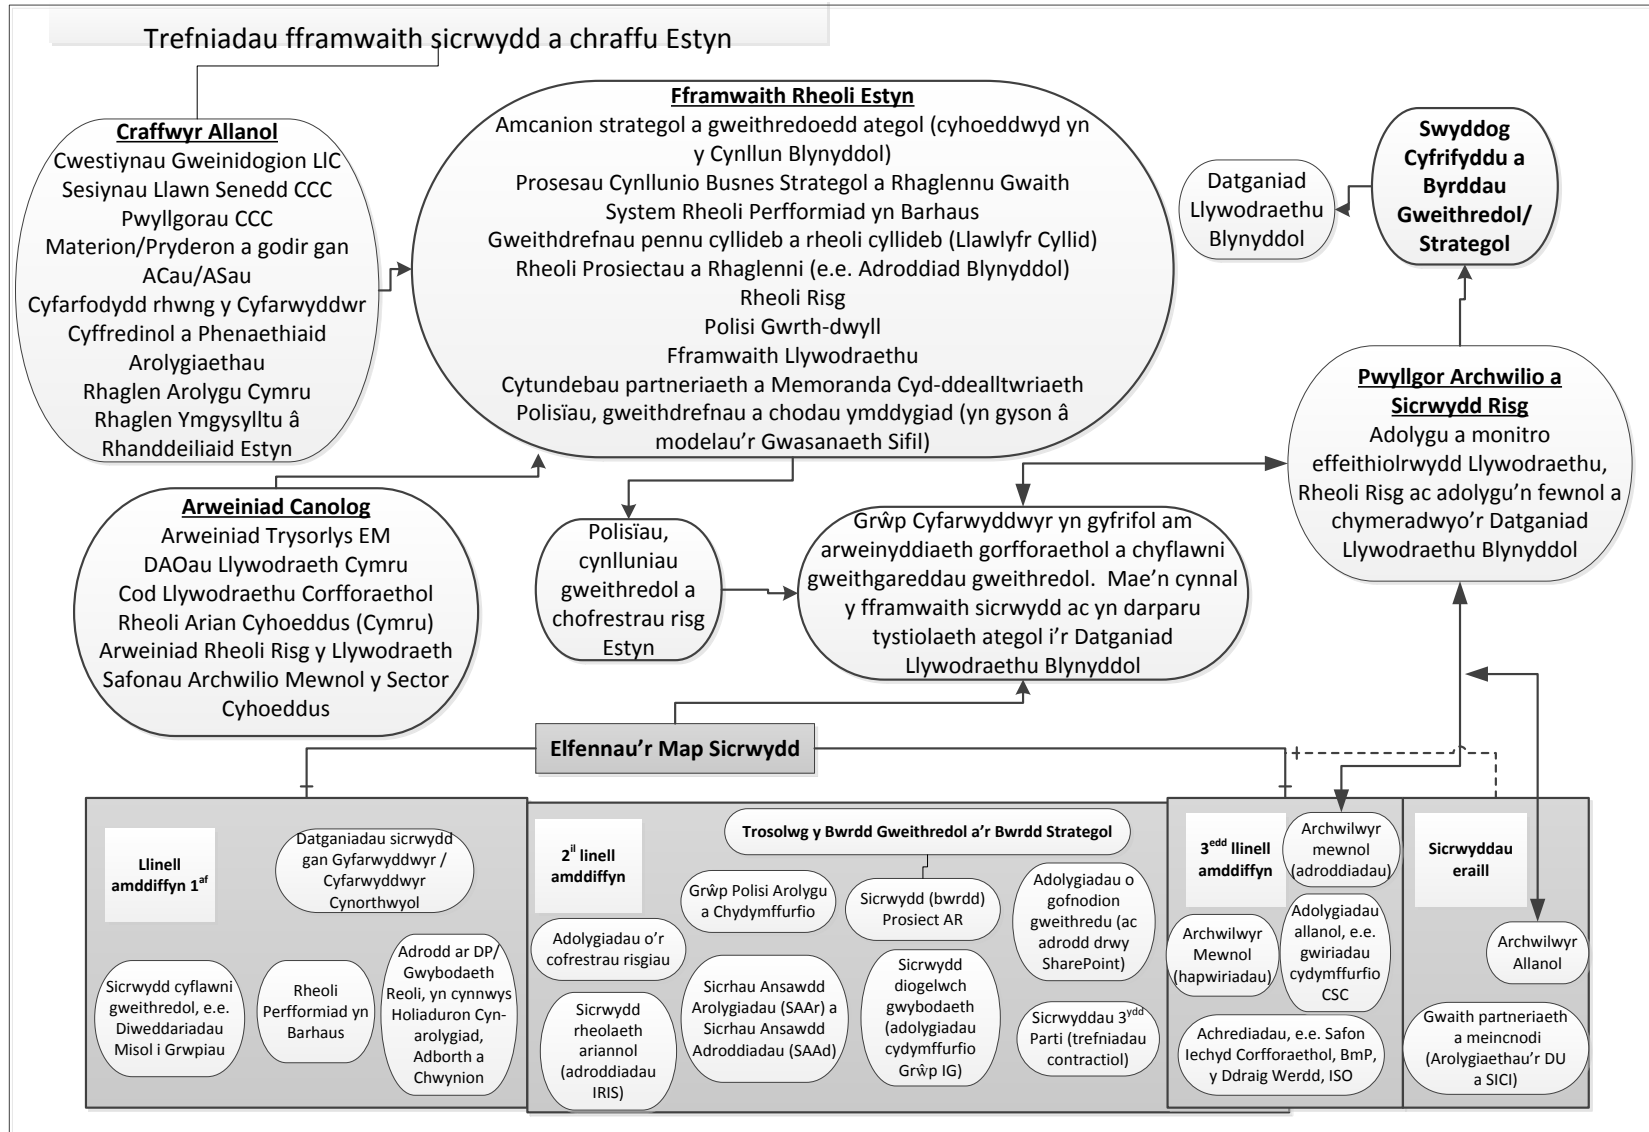 Trefniadau fframwaith sicrwydd a chraffu Estyn
Craffwyr Allanol
Cwestiynau Gweinidogion LlC
Sesiynau Llawn Senedd CCC
Pwyllgorau CCC
Materion/Pryderon a godir gan
ACau/ASau
Cyfarfodydd rhwng y Cyfarwyddwr
Cyffredinol a Phenaethiaid
Arolygiaethau
Rhaglen Arolygu Cymru
Rhaglen Ymgysylltu â
Rhanddeiliaid Estyn
Fframwaith Rheoli Estyn
Amcanion strategol a gweithredoedd ategol (cyhoeddwyd yn
y Cynllun Blynyddol)
Prosesau Cynllunio Busnes Strategol a Rhaglennu Gwaith
System Rheoli Perfformiad yn Barhaus
Gweithdrefnau pennu cyllideb a rheoli cyllideb (Llawlyfr Cyllid)
Rheoli Prosiectau a Rhaglenni (e.e. Adroddiad Blynyddol)
Rheoli Risg
Polisi Gwrth-dwyll
Fframwaith Llywodraethu
Cytundebau partneriaeth a Memoranda Cyd-ddealltwriaeth
Polisïau, gweithdrefnau a chodau ymddygiad (yn gyson â
modelau'r Gwasanaeth Sifil)
Datganiad
Llywodraethu
Blynyddol
Swyddog
Cyfrifyddu a
Byrddau
Gweithredol/
Strategol
Pwyllgor Archwilio a
Sicrwydd Risg
Adolygu a monitro
effeithiolrwydd Llywodraethu,
Rheoli Risg ac adolygu'n fewnol a
chymeradwyo'r Datganiad
Llywodraethu Blynyddol
Arweiniad Canolog
Arweiniad Trysorlys EM
DAOau Llywodraeth Cymru
Cod Llywodraethu Corfforaethol
Rheoli Arian Cyhoeddus (Cymru)
Arweiniad Rheoli Risg y Llywodraeth
Safonau Archwilio Mewnol y Sector
Cyhoeddus
Polisïau,
cynlluniau
gweithredol a
chofrestrau risg
Estyn
Grŵp Cyfarwyddwyr yn gyfrifol am
arweinyddiaeth gorfforaethol a chyflawni
gweithgareddau gweithredol. Mae'n cynnal
y fframwaith sicrwydd ac yn darparu
tystiolaeth ategol i'r Datganiad
Llywodraethu Blynyddol
Elfennau'r Map Sicrwydd
Llinell
amddiffyn 1af
Datganiadau sicrwydd
gan Gyfarwyddwyr /
Cyfarwyddwyr
Cynorthwyol
Sicrwydd cyflawni
gweithredol, e.e.
Diweddariadau
Misol i Grwpiau
Rheoli
Perfformiad yn
Barhaus
Adrodd ar DP/
Gwybodaeth
Reoli, yn cynnwys
Holiaduron Cyn-
arolygiad,
Adborth a
Chwynion
2il linell
amddiffyn
Trosolwg y Bwrdd Gweithredol a'r Bwrdd Strategol
Grŵp Polisi Arolygu
a Chydymffurfio
Sicrwydd (bwrdd)
Prosiect AR
Adolygiadau o
gofnodion
gweithredu (ac
adrodd drwy
SharePoint)
Adolygiadau o'r
cofrestrau risgiau
Sicrwydd
rheolaeth
ariannol
(adroddiadau
IRIS)
Sicrhau Ansawdd
Arolygiadau (SAAr) a
Sicrhau Ansawdd
Adroddiadau (SAAd)
Sicrwydd
diogelwch
gwybodaeth
(adolygiadau
cydymffurfio
Grŵp IG)
Sicrwyddau 3ydd
Parti (trefniadau
contractiol)
3edd llinell
amddiffyn
Archwilwyr
mewnol
(adroddiadau)
Archwilwyr
Mewnol
(hapwiriadau)
Adolygiadau
allanol, e.e.
gwiriadau
cydymffurfio
CSC
Achrediadau, e.e. Safon
Iechyd Corfforaethol, BmP,
y Ddraig Werdd, ISO
Sicrwyddau
eraill
Archwilwyr
Allanol
Gwaith partneriaeth
a meincnodi
(Arolygiaethau'r DU
a SICI)